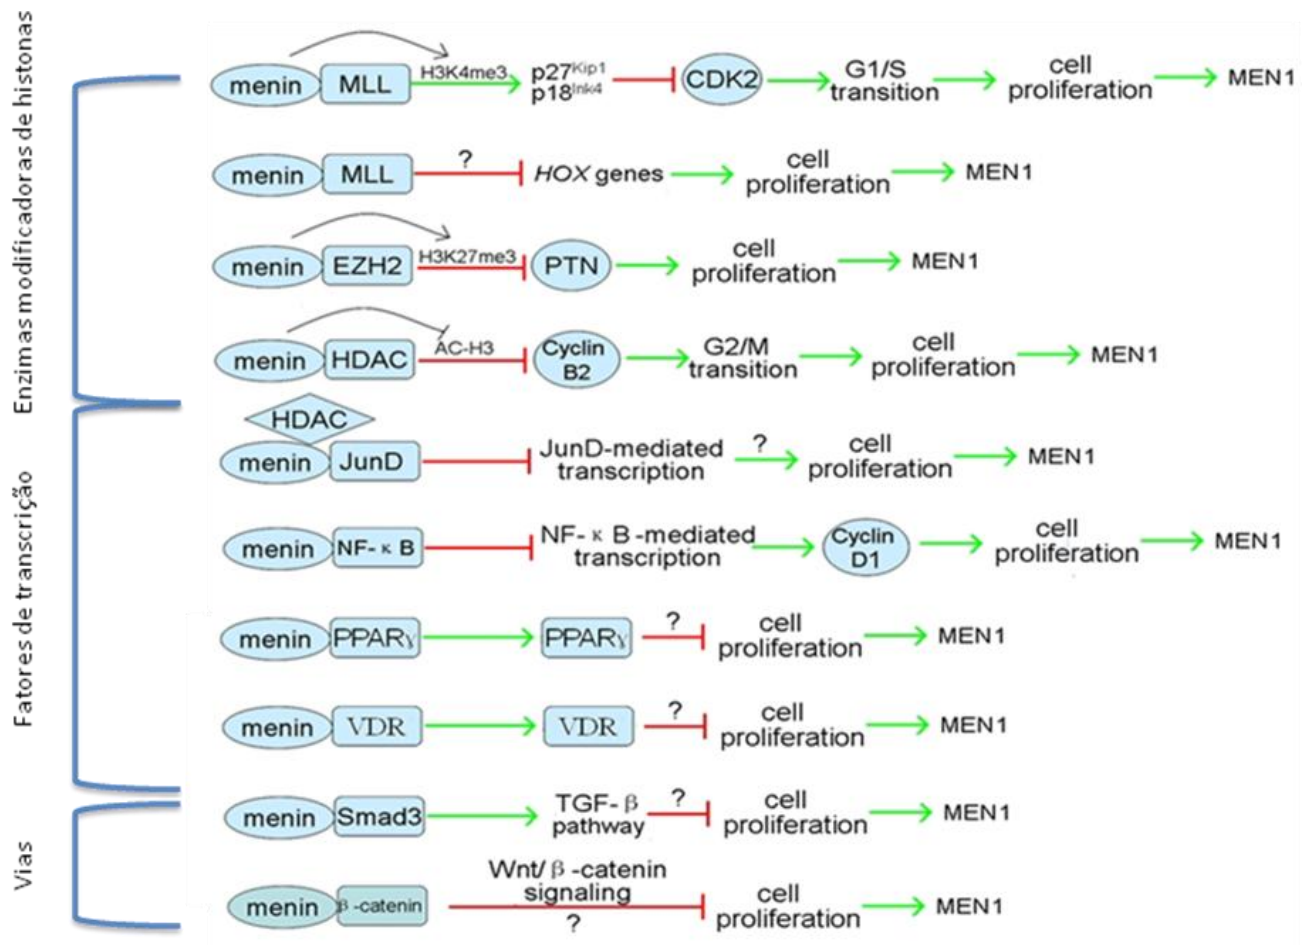 Enzimas modificadoras de histonas
menin MLL H3K4me3 p27Kip1 p18Ink4 CDK2 G1/S transition cell proliferation MEN1
menin MLL ? HOX genes cell proliferation MEN1
menin EZH2 H3K27me3 PTN cell proliferation MEN1
menin HDAC AC-H3 Cyclin B2 G2/M transition cell proliferation MEN1
Fatores de transcrição
HDAC
menin JunD JunD-mediated transcription ? cell proliferation MEN1
menin NF-κB NF-κB-mediated transcription Cyclin D1 cell proliferation MEN1
menin PPARγ PPARγ ? cell proliferation MEN1
menin VDR VDR ? cell proliferation MEN1
Vias
menin Smad3 TGF-β pathway ? cell proliferation MEN1
menin β-catenin Wnt/β-catenin signaling ? cell proliferation MEN1